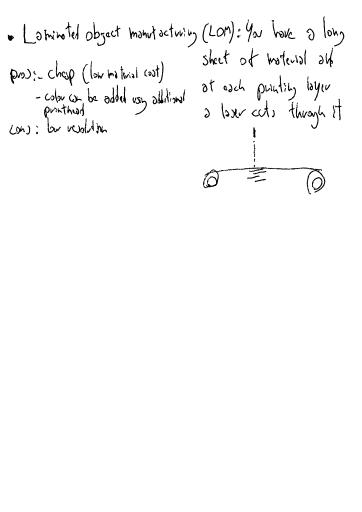 • Laminated object manufacturing (LOM): You have a long
sheet of material and
at each printing layer
a laser cuts through it
pros: - cheap (low material cost)
- color can be added using additional
printhead
cons: low resolution